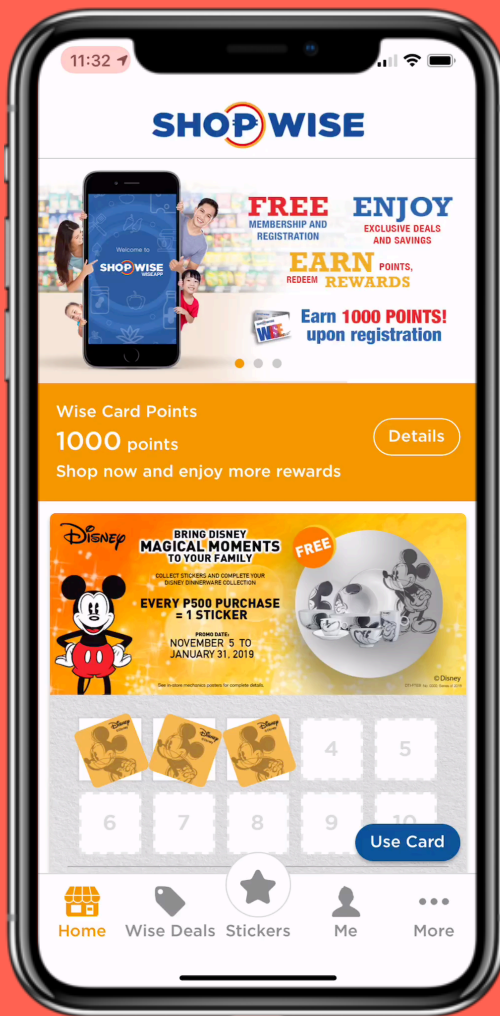 11:32
SHOPWISE
Welcome to
SHOPWISE
WISEAPP
FREE
MEMBERSHIP AND
REGISTRATION
ENJOY
EXCLUSIVE DEALS
AND SAVINGS
EARN POINTS,
REDEEM REWARDS
WISE
Earn 1000 POINTS!
upon registration
Wise Card Points
1000 points
Details
Shop now and enjoy more rewards
Disney
BRING DISNEY
MAGICAL MOMENTS
TO YOUR FAMILY
COLLECT STICKERS AND COMPLETE YOUR
DISNEY DINNERWARE COLLECTION
EVERY P500 PURCHASE
= 1 STICKER
PROMO DATE:
NOVEMBER 5 TO
JANUARY 31, 2019
See in-store mechanics posters for complete details.
FREE
©Disney
Disney
Disney
Disney
4
5
6
7
8
9
10
Use Card
Home
Wise Deals
Stickers
Me
More